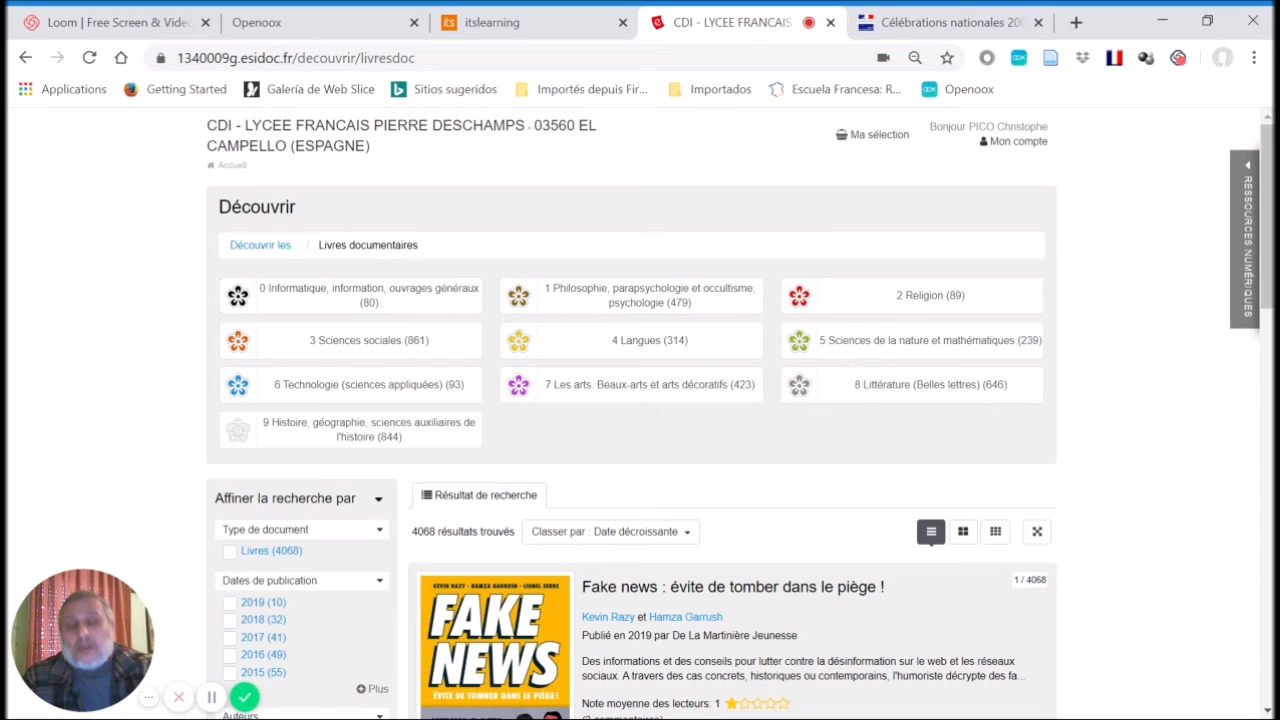 Loom | Free Screen & Vide
Openoox
itslearning
CDI - LYCEE FRANCAIS
Célébrations nationales 200
1340009g.esidoc.fr/decouvrir/livresdoc
Applications
Getting Started
Galería de Web Slice
Sitios sugeridos
Importés depuis Fir...
Importados
Escuela Francesa: R...
Openoox
CDI - LYCEE FRANCAIS PIERRE DESCHAMPS - 03560 EL
CAMPELLO (ESPAGNE)
Accueil
Ma sélection
Bonjour PICO Christophe
Mon compte
RESSOURCES NUMÉRIQUES
Découvrir
Découvrir les... / Livres documentaires
0 Informatique, information, ouvrages généraux
(80)
1 Philosophie, parapsychologie et occultisme,
psychologie (479)
2 Religion (89)
3 Sciences sociales (861)
4 Langues (314)
5 Sciences de la nature et mathématiques (239)
6 Technologie (sciences appliquées) (93)
7 Les arts. Beaux-arts et arts décoratifs (423)
8 Littérature (Belles lettres) (646)
9 Histoire, géographie, sciences auxiliaires de
l'histoire (844)
Affiner la recherche par
Type de document
Livres (4068)
Dates de publication
2019 (10)
2018 (32)
2017 (41)
2016 (49)
2015 (55)
Plus
Auteurs
Résultat de recherche
4068 résultats trouvés
Classer par : Date décroissante
1 / 4068
KEVIN RAZY - HAMZA GARRUSH - LIONEL SERRE
FAKE
NEWS
ÉVITE DE TOMBER DANS LE PIÈGE !
Fake news : évite de tomber dans le piège !
Kevin Razy et Hamza Garrush
Publié en 2019 par De La Martinière Jeunesse
Des informations et des conseils pour lutter contre la désinformation sur le web et les réseaux
sociaux. A travers des cas concrets, historiques ou contemporains, l'humoriste décrypte des fa...
Note moyenne des lecteurs: 1